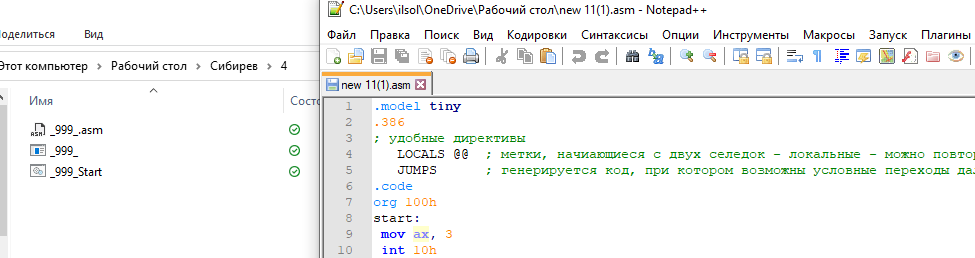 оделиться Вид
Этот компьютер > Рабочий стол > Сибирев > 4
Имя Состо
_999_.asm
_999_
_999_Start
C:\Users\ilsol\OneDrive\Рабочий стол\new 11(1).asm - Notepad++
Файл Правка Поиск Вид Кодировки Синтаксисы Опции Инструменты Макросы Запуск Плагины
new 11(1).asm
1 .model tiny
2 .386
3 ; удобные директивы
4 LOCALS @@ ; метки, начиающиеся с двух селедок - локальные - можно повтор
5 JUMPS ; генерируется код, при котором возможны условные переходы дал
6 .code
7 org 100h
8 start:
9 mov ax, 3
10 int 10h